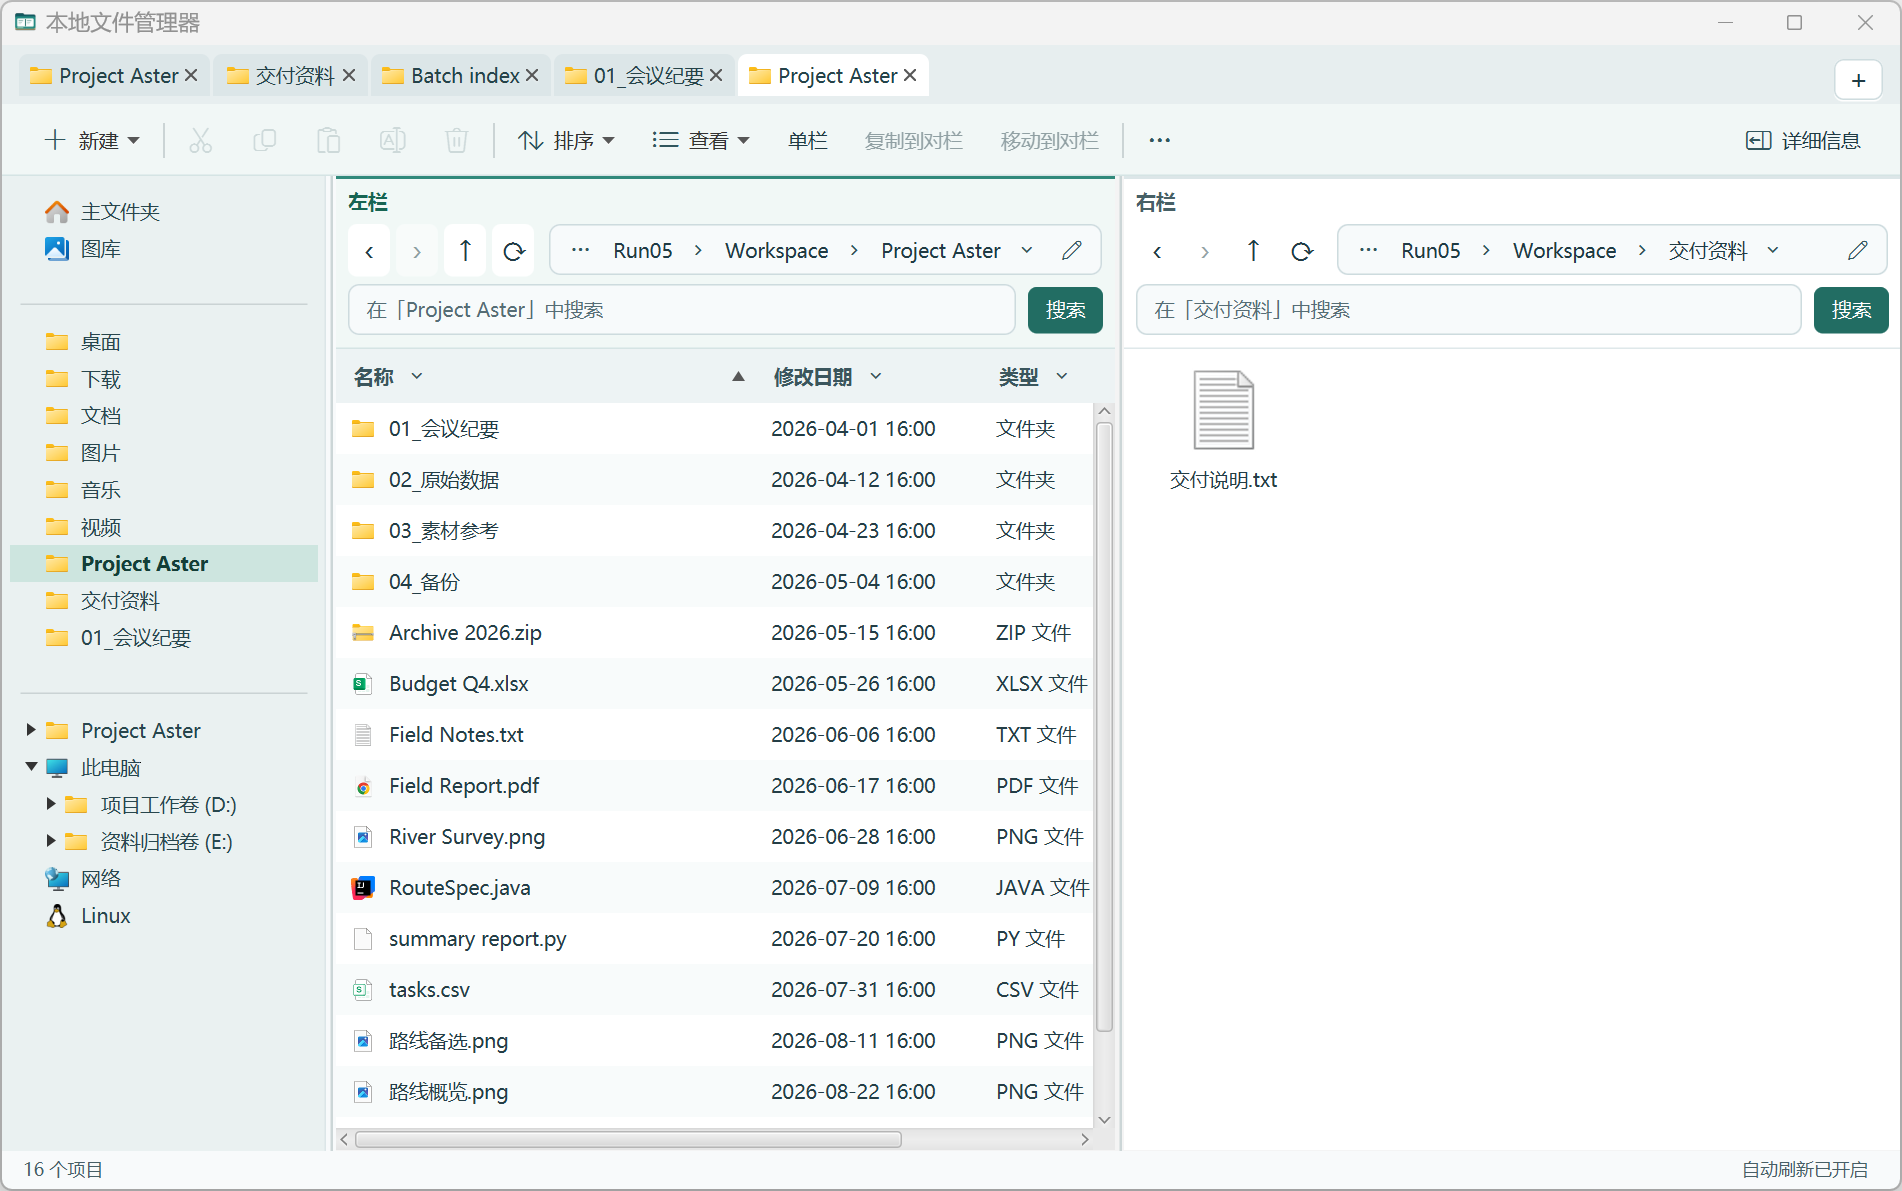 本地文件管理器
Project Aster 交付资料 Batch index 01_会议纪要 Project Aster
新建 排序 查看 单栏 复制到对栏 移动到对栏 ··· 详细信息
主文件夹
图库
桌面
下载
文档
图片
音乐
视频
Project Aster
交付资料
01_会议纪要
Project Aster
此电脑
项目工作卷 (D:)
资料归档卷 (E:)
网络
Linux
左栏
··· Run05 › Workspace › Project Aster
在「Project Aster」中搜索 搜索
名称 修改日期 类型
01_会议纪要 2026-04-01 16:00 文件夹
02_原始数据 2026-04-12 16:00 文件夹
03_素材参考 2026-04-23 16:00 文件夹
04_备份 2026-05-04 16:00 文件夹
Archive 2026.zip 2026-05-15 16:00 ZIP 文件
Budget Q4.xlsx 2026-05-26 16:00 XLSX 文件
Field Notes.txt 2026-06-06 16:00 TXT 文件
Field Report.pdf 2026-06-17 16:00 PDF 文件
River Survey.png 2026-06-28 16:00 PNG 文件
RouteSpec.java 2026-07-09 16:00 JAVA 文件
summary report.py 2026-07-20 16:00 PY 文件
tasks.csv 2026-07-31 16:00 CSV 文件
路线备选.png 2026-08-11 16:00 PNG 文件
路线概览.png 2026-08-22 16:00 PNG 文件
右栏
··· Run05 › Workspace › 交付资料
在「交付资料」中搜索 搜索
交付说明.txt
16 个项目
自动刷新已开启